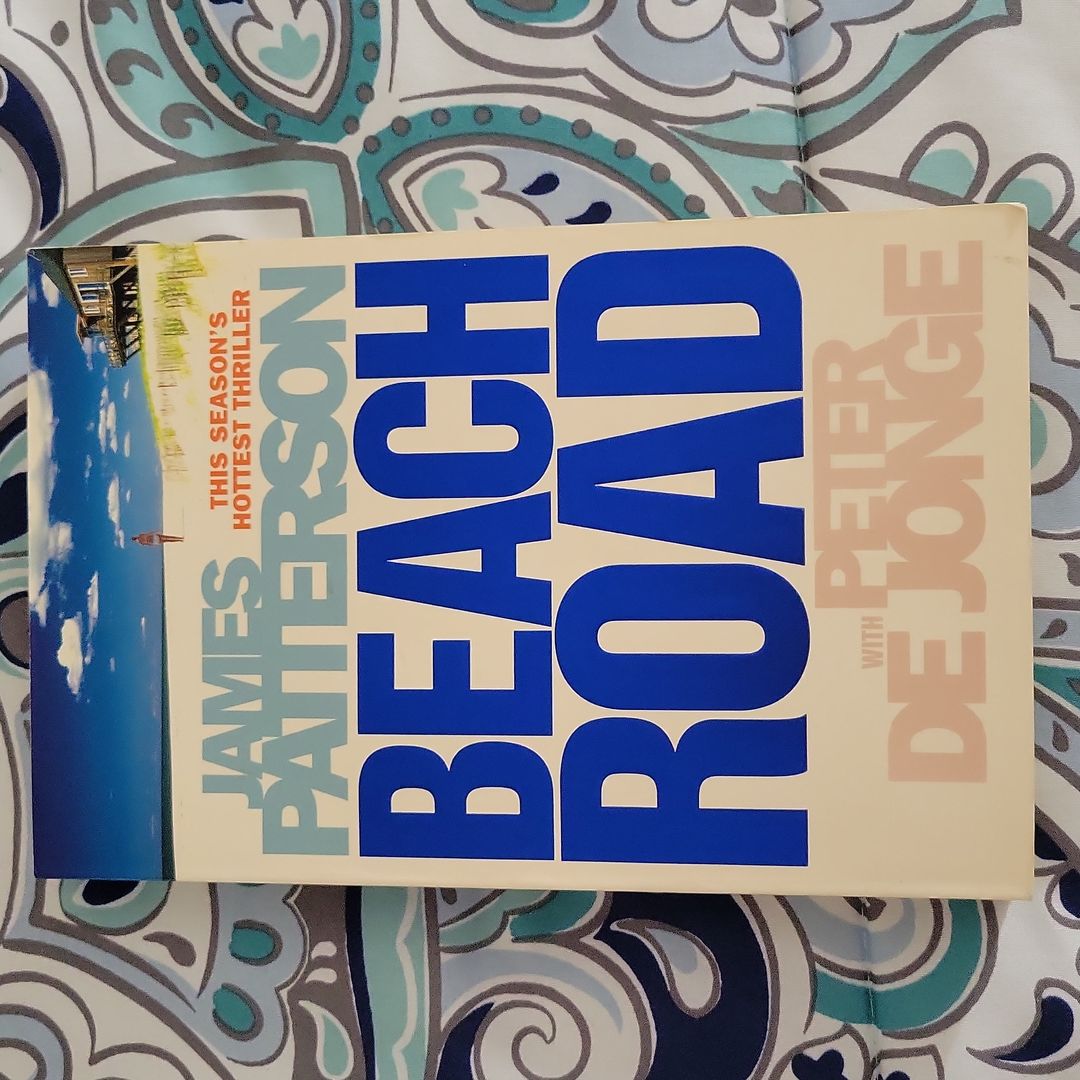 THIS SEASON'S
HOTTEST THRILLER
JAMES
PATTERSON
BEACH
ROAD
WITH PETER
DE JONGE